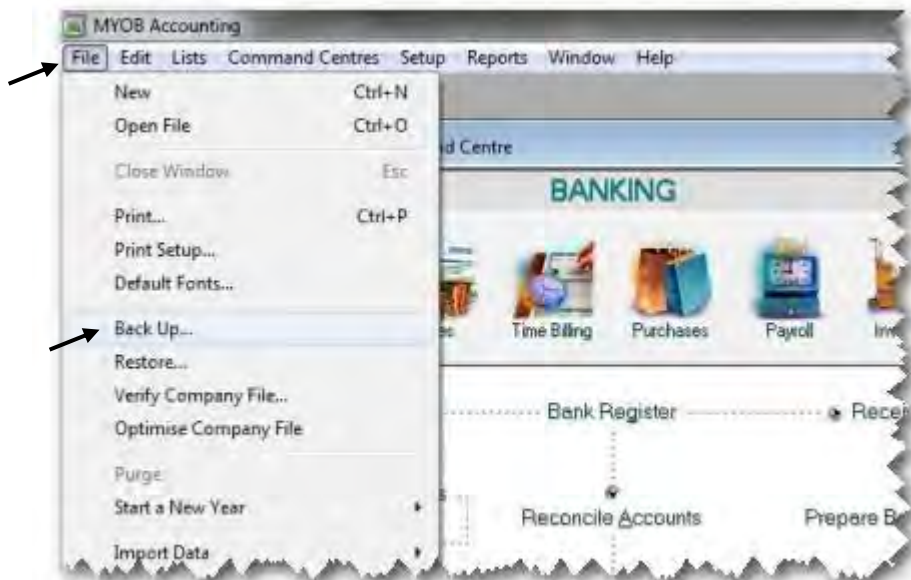 MYOB Accounting
File Edit Lists Command Centres Setup Reports Window Help
New Ctrl+N
Open File Ctrl+O
Close Window Esc
Print... Ctrl+P
Print Setup...
Default Fonts...
Back Up...
Restore...
Verify Company File...
Optimise Company File
Purge
Start a New Year
Import Data
Centre
BANKING
Time Billing Purchases Payroll
Bank Register
Reconcile Accounts Prepare